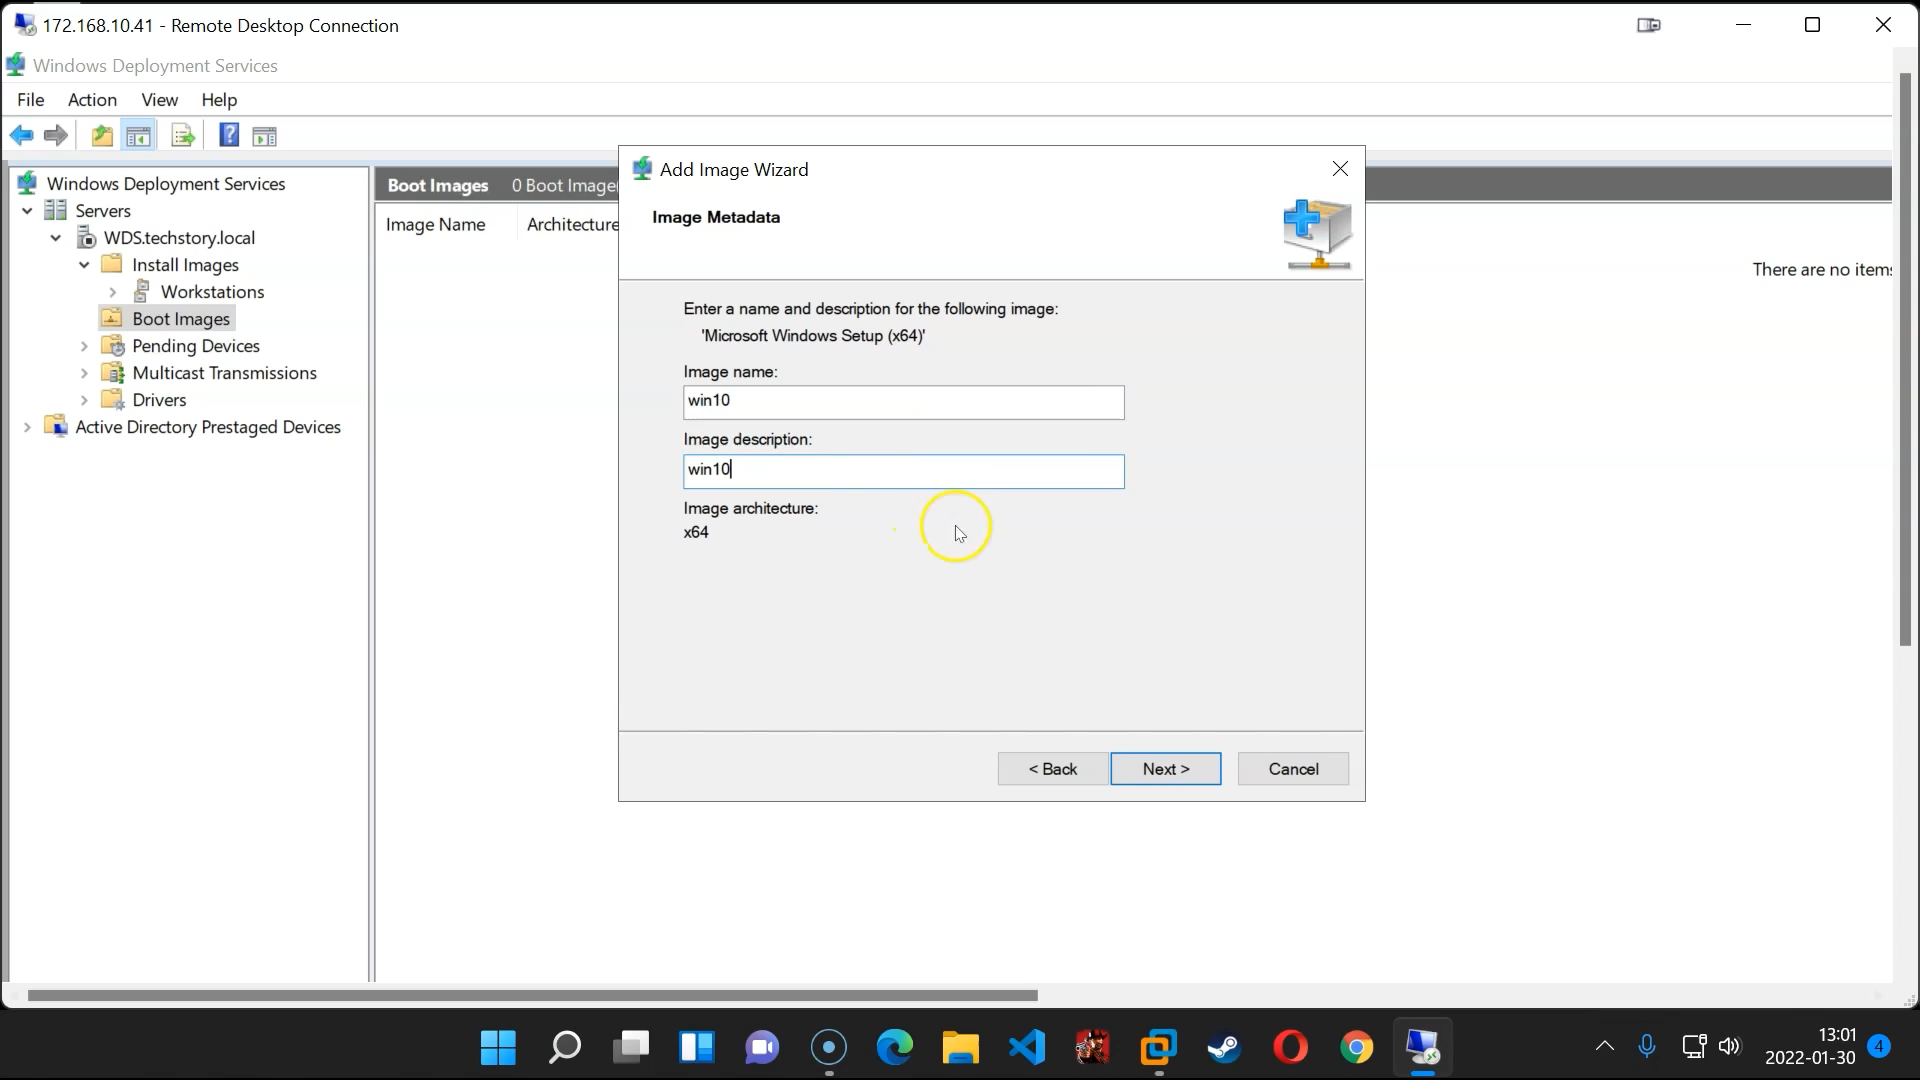 172.168.10.41 - Remote Desktop Connection
Windows Deployment Services
File Action View Help
Windows Deployment Services
Servers
WDS.techstory.local
Install Images
Workstations
Boot Images
Pending Devices
Multicast Transmissions
Drivers
Active Directory Prestaged Devices
Boot Images 0 Boot Image(
Image Name Architecture
There are no items
Add Image Wizard
Image Metadata
Enter a name and description for the following image:
'Microsoft Windows Setup (x64)'
Image name:
win10
Image description:
win10
Image architecture:
x64
< Back Next > Cancel
13:01
2022-01-30 4